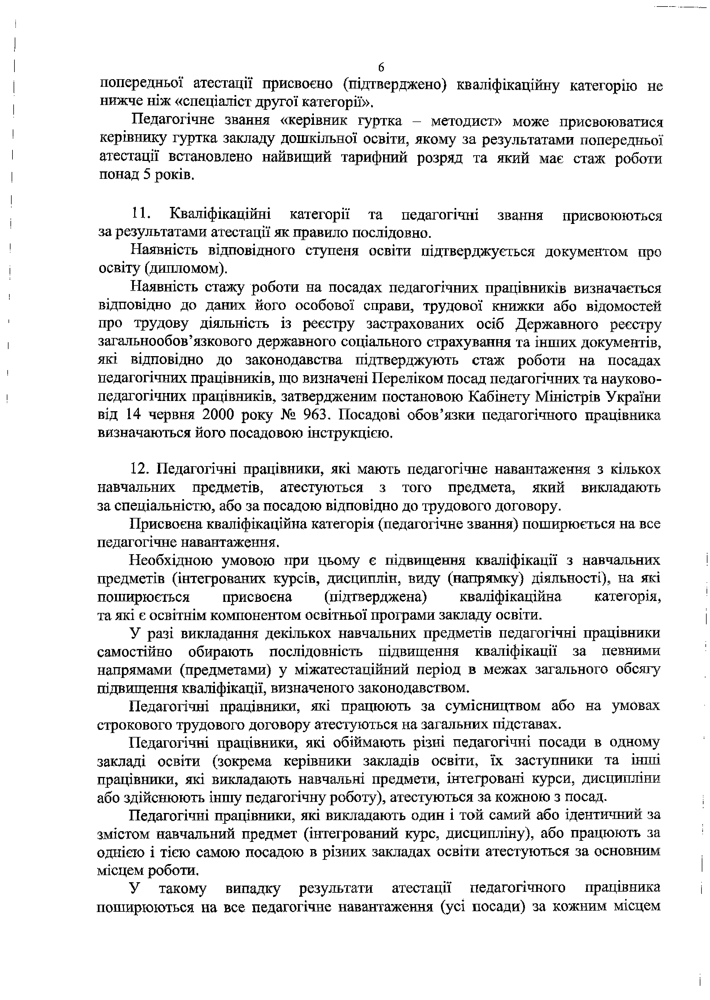 6
попередньої атестації присвоєно (підтверджено) кваліфікаційну категорію не
нижче ніж «спеціаліст другої категорії».
Педагогічне звання «керівник гуртка – методист» може присвоюватися
керівнику гуртка закладу дошкільної освіти, якому за результатами попередньої
атестації встановлено найвищий тарифний розряд та який має стаж роботи
понад 5 років.
11. Кваліфікаційні категорії та педагогічні звання присвоюються
за результатами атестації як правило послідовно.
Наявність відповідного ступеня освіти підтверджується документом про
освіту (дипломом).
Наявність стажу роботи на посадах педагогічних працівників визначається
відповідно до даних його особової справи, трудової книжки або відомостей
про трудову діяльність із реєстру застрахованих осіб Державного реєстру
загальнообов’язкового державного соціального страхування та інших документів,
які відповідно до законодавства підтверджують стаж роботи на посадах
педагогічних працівників, що визначені Переліком посад педагогічних та науково-
педагогічних працівників, затвердженим постановою Кабінету Міністрів України
від 14 червня 2000 року № 963. Посадові обов’язки педагогічного працівника
визначаються його посадовою інструкцією.
12. Педагогічні працівники, які мають педагогічне навантаження з кількох
навчальних предметів, атестуються з того предмета, який викладають
за спеціальністю, або за посадою відповідно до трудового договору.
Присвоєна кваліфікаційна категорія (педагогічне звання) поширюється на все
педагогічне навантаження.
Необхідною умовою при цьому є підвищення кваліфікації з навчальних
предметів (інтегрованих курсів, дисциплін, виду (напрямку) діяльності), на які
поширюється присвоєна (підтверджена) кваліфікаційна категорія,
та які є освітнім компонентом освітньої програми закладу освіти.
У разі викладання декількох навчальних предметів педагогічні працівники
самостійно обирають послідовність підвищення кваліфікації за певними
напрямами (предметами) у міжатестаційний період в межах загального обсягу
підвищення кваліфікації, визначеного законодавством.
Педагогічні працівники, які працюють за сумісництвом або на умовах
строкового трудового договору атестуються на загальних підставах.
Педагогічні працівники, які обіймають різні педагогічні посади в одному
закладі освіти (зокрема керівники закладів освіти, їх заступники та інші
працівники, які викладають навчальні предмети, інтегровані курси, дисципліни
або здійснюють іншу педагогічну роботу), атестуються за кожною з посад.
Педагогічні працівники, які викладають один і той самий або ідентичний за
змістом навчальний предмет (інтегрований курс, дисципліну), або працюють за
однією і тією самою посадою в різних закладах освіти атестуються за основним
місцем роботи.
У такому випадку результати атестації педагогічного працівника
поширюються на все педагогічне навантаження (усі посади) за кожним місцем